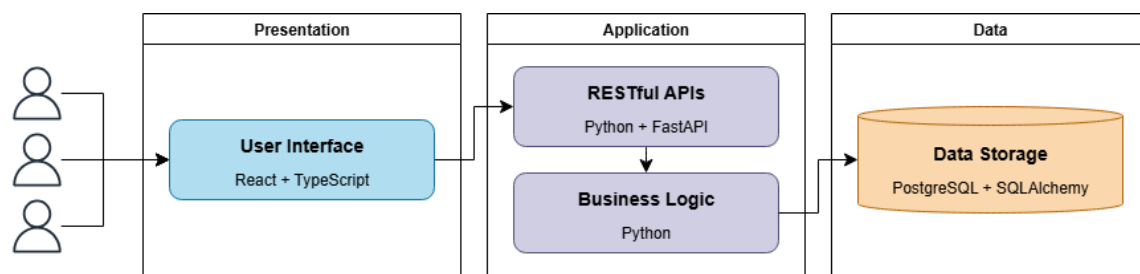 Presentation
Application
Data
User Interface
React + TypeScript
RESTful APIs
Python + FastAPI
Business Logic
Python
Data Storage
PostgreSQL + SQLAlchemy